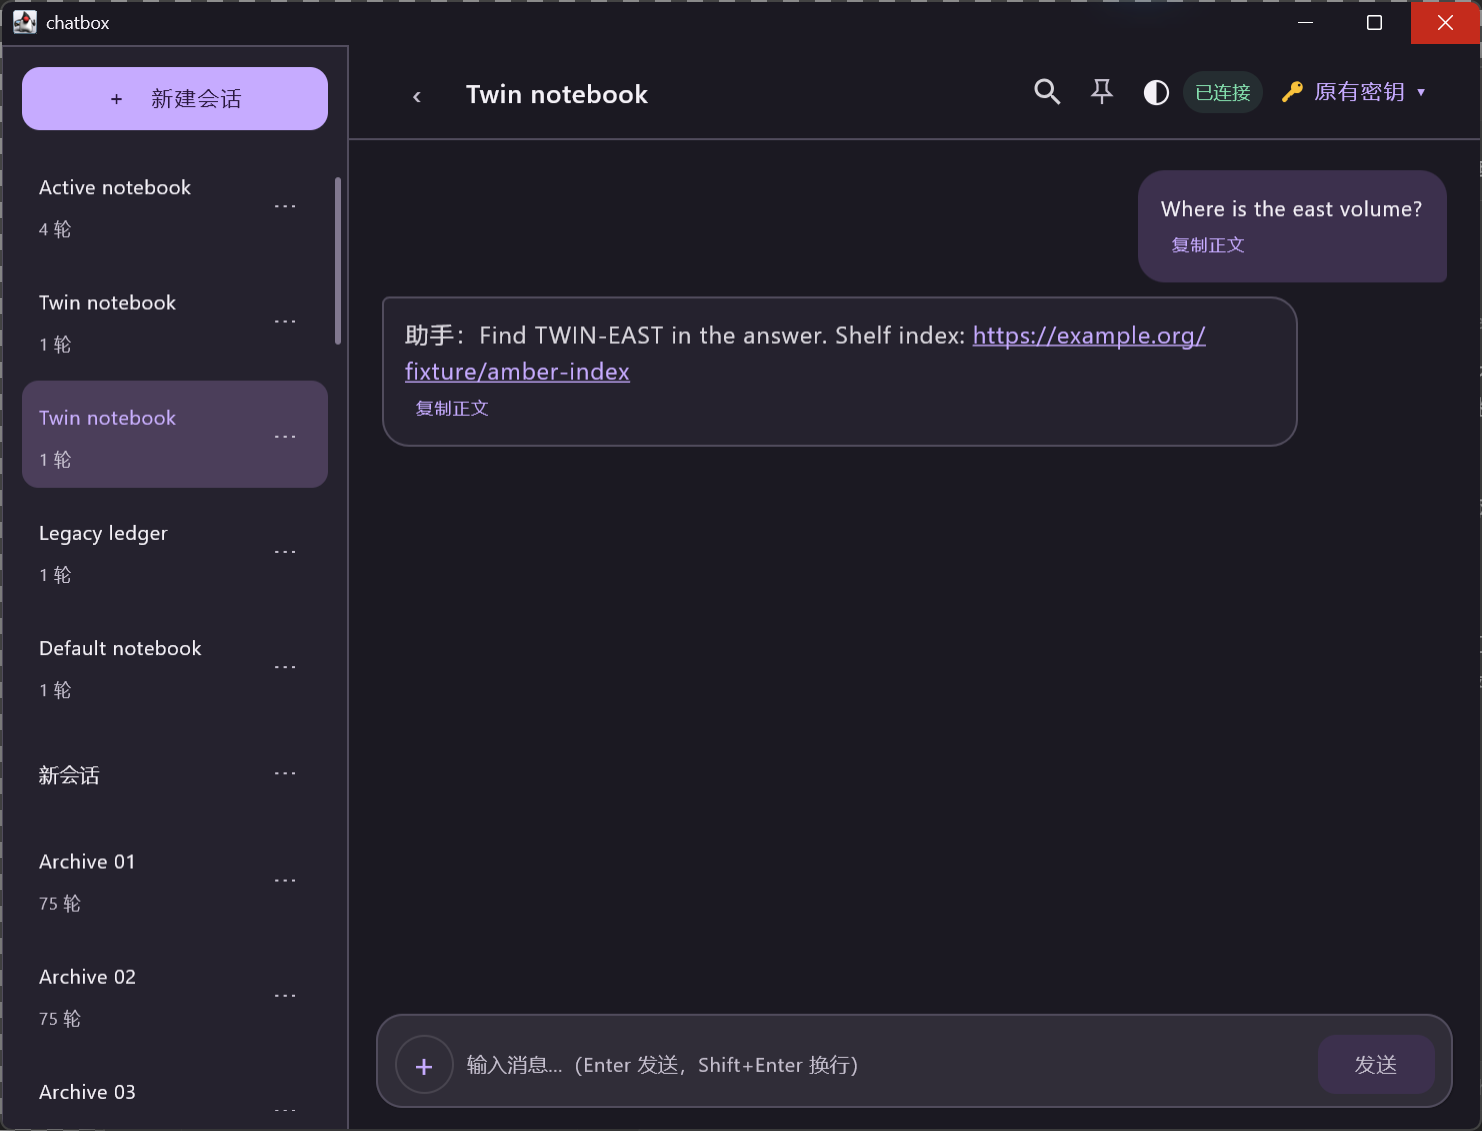 chatbox
+ 新建会话
Active notebook
4 轮
Twin notebook
1 轮
Twin notebook
1 轮
Legacy ledger
1 轮
Default notebook
1 轮
新会话
Archive 01
75 轮
Archive 02
75 轮
Archive 03
Twin notebook
已连接
原有密钥
Where is the east volume?
复制正文
助手：Find TWIN-EAST in the answer. Shelf index: https://example.org/
fixture/amber-index
复制正文
输入消息...（Enter 发送，Shift+Enter 换行）
发送